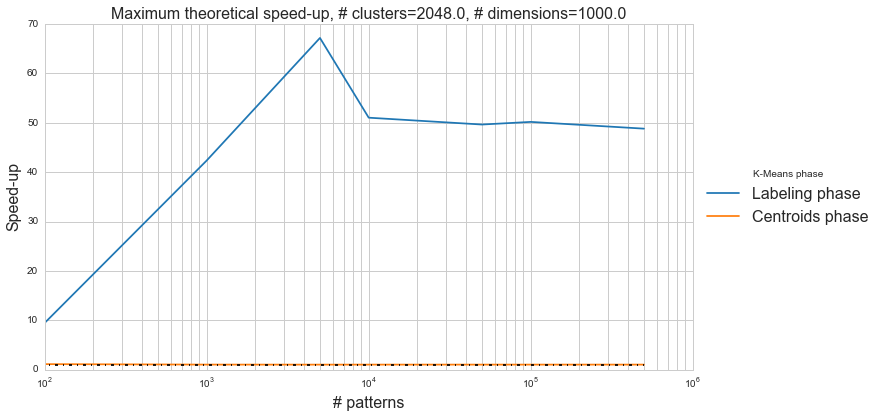 Maximum theoretical speed-up, # clusters=2048.0, # dimensions=1000.0
70
60
50
40
30
20
10
0
Speed-up
10^2
10^3
10^4
10^5
10^6
# patterns
K-Means phase
Labeling phase
Centroids phase